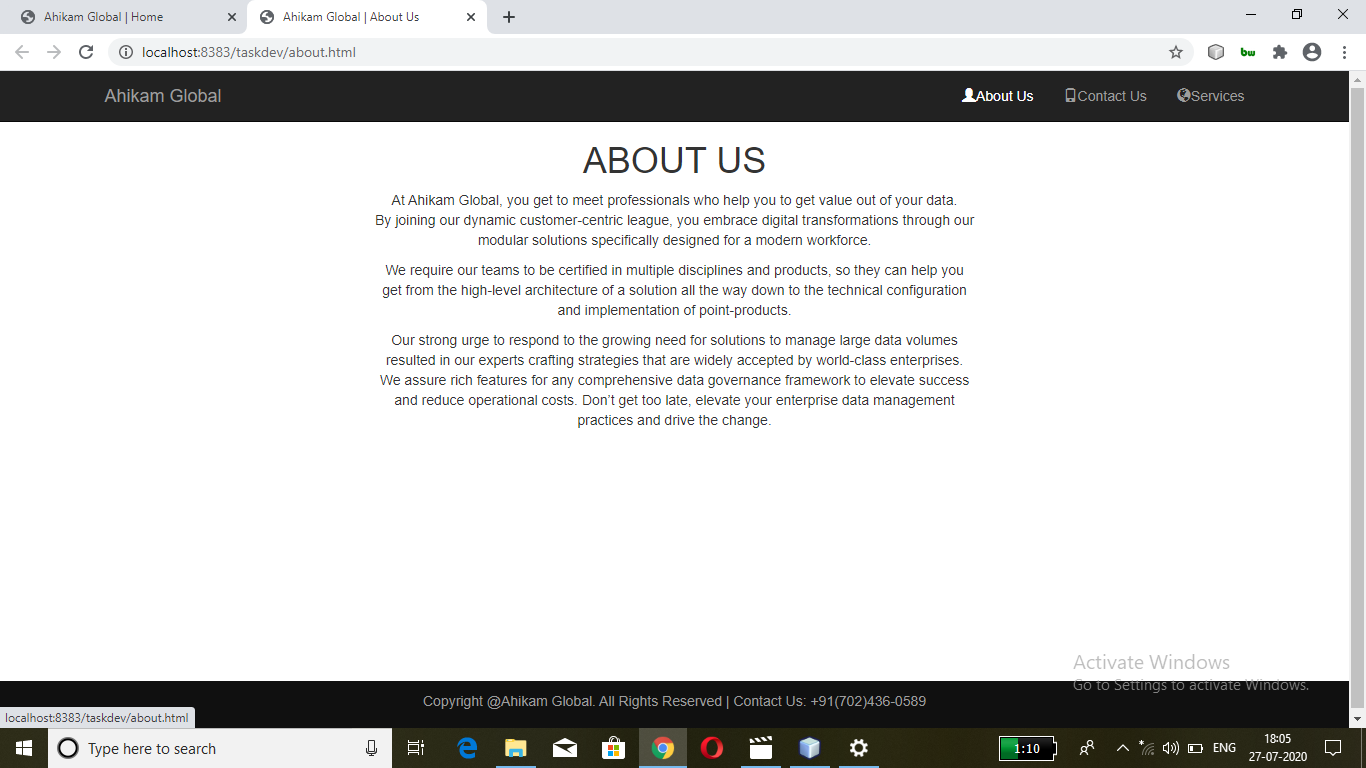 Ahikam Global | Home
Ahikam Global | About Us
localhost:8383/taskdev/about.html
bw
Ahikam Global
About Us
Contact Us
Services
ABOUT US
At Ahikam Global, you get to meet professionals who help you to get value out of your data.
By joining our dynamic customer-centric league, you embrace digital transformations through our
modular solutions specifically designed for a modern workforce.
We require our teams to be certified in multiple disciplines and products, so they can help you
get from the high-level architecture of a solution all the way down to the technical configuration
and implementation of point-products.
Our strong urge to respond to the growing need for solutions to manage large data volumes
resulted in our experts crafting strategies that are widely accepted by world-class enterprises.
We assure rich features for any comprehensive data governance framework to elevate success
and reduce operational costs. Don’t get too late, elevate your enterprise data management
practices and drive the change.
Activate Windows
Go to Settings to activate Windows.
Copyright @Ahikam Global. All Rights Reserved | Contact Us: +91(702)436-0589
localhost:8383/taskdev/about.html
Type here to search
1:10
ENG
18:05
27-07-2020